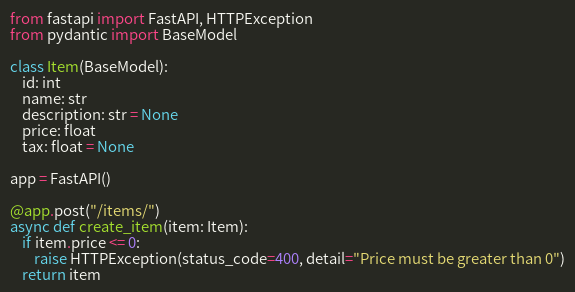 from fastapi import FastAPI, HTTPException
from pydantic import BaseModel

class Item(BaseModel):
    id: int
    name: str
    description: str = None
    price: float
    tax: float = None

app = FastAPI()

@app.post("/items/")
async def create_item(item: Item):
    if item.price <= 0:
        raise HTTPException(status_code=400, detail="Price must be greater than 0")
    return item